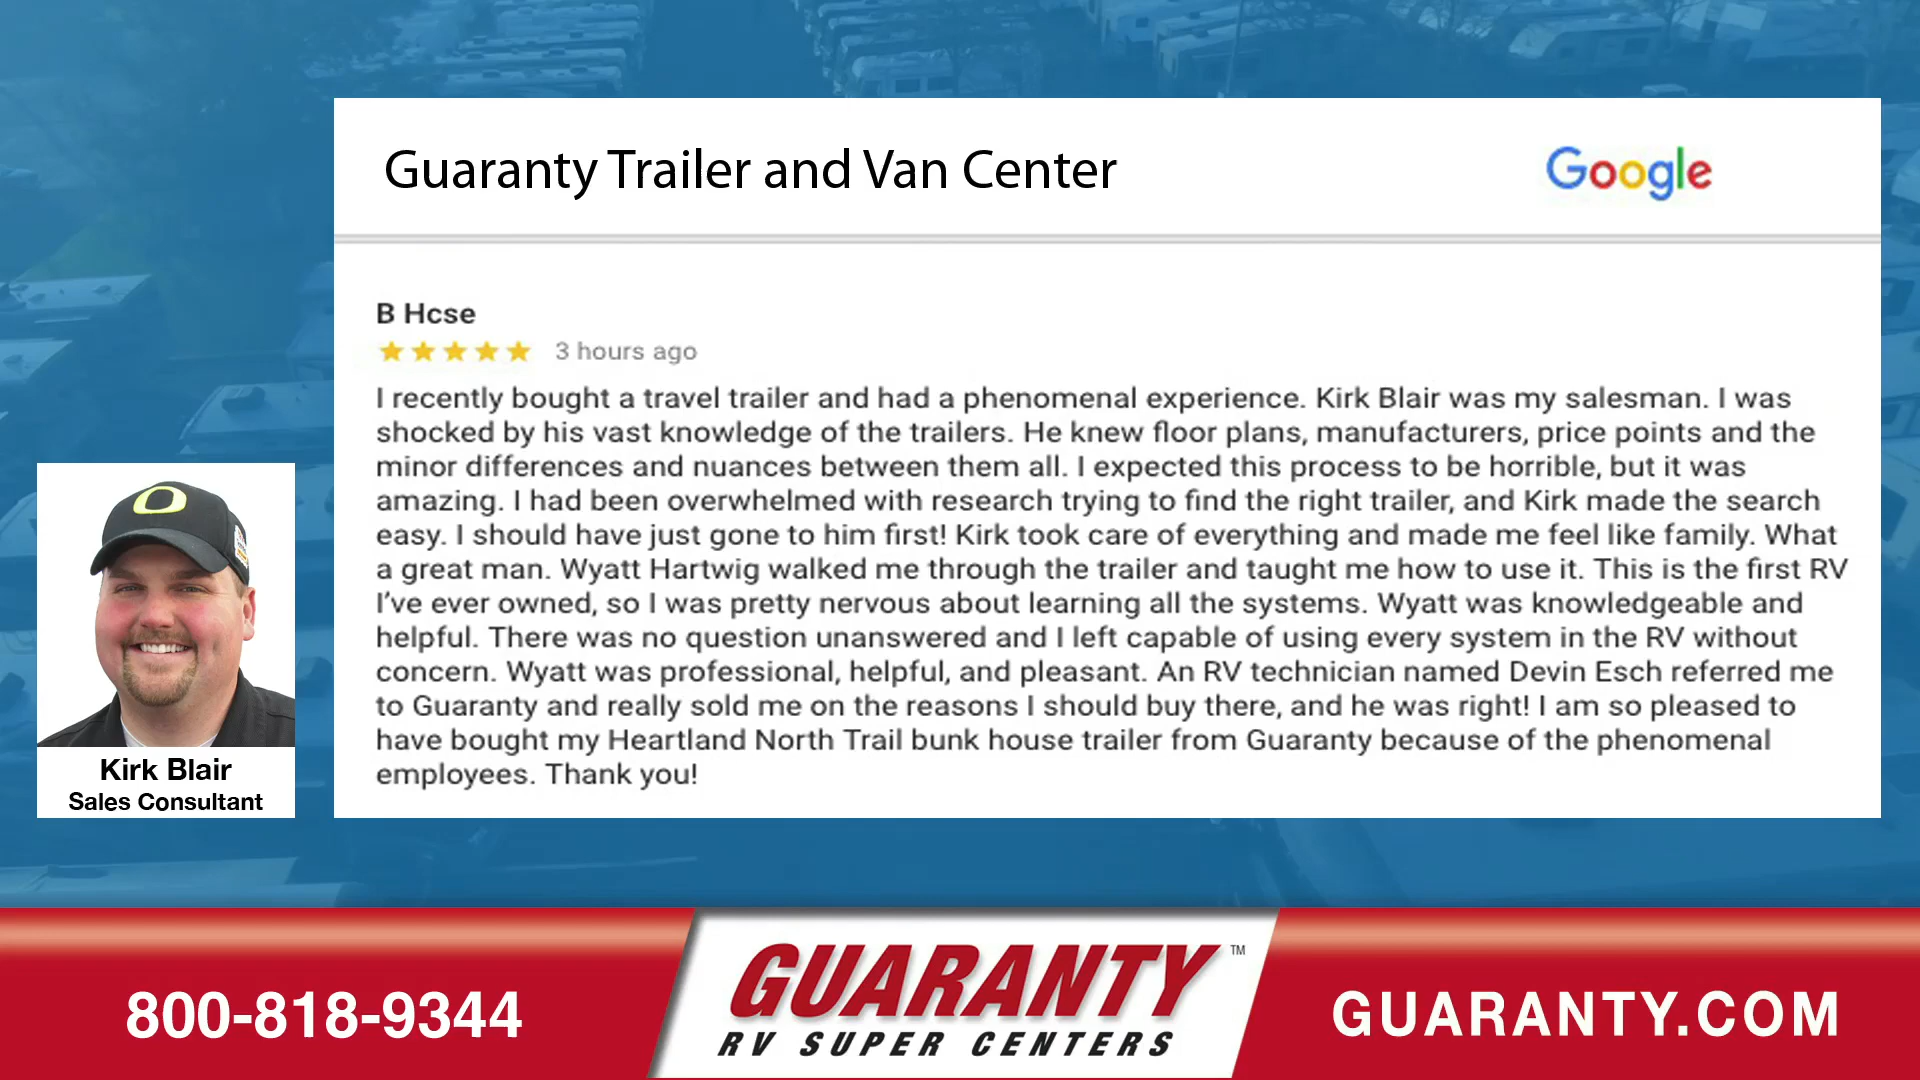 Guaranty Trailer and Van Center
Google
B Hcse
3 hours ago
I recently bought a travel trailer and had a phenomenal experience. Kirk Blair was my salesman. I was
shocked by his vast knowledge of the trailers. He knew floor plans, manufacturers, price points and the
minor differences and nuances between them all. I expected this process to be horrible, but it was
amazing. I had been overwhelmed with research trying to find the right trailer, and Kirk made the search
easy. I should have just gone to him first! Kirk took care of everything and made me feel like family. What
a great man. Wyatt Hartwig walked me through the trailer and taught me how to use it. This is the first RV
I've ever owned, so I was pretty nervous about learning all the systems. Wyatt was knowledgeable and
helpful. There was no question unanswered and I left capable of using every system in the RV without
concern. Wyatt was professional, helpful, and pleasant. An RV technician named Devin Esch referred me
to Guaranty and really sold me on the reasons I should buy there, and he was right! I am so pleased to
have bought my Heartland North Trail bunk house trailer from Guaranty because of the phenomenal
employees. Thank you!
O
Kirk Blair
Sales Consultant
800-818-9344
GUARANTY™
RV SUPER CENTERS
GUARANTY.COM